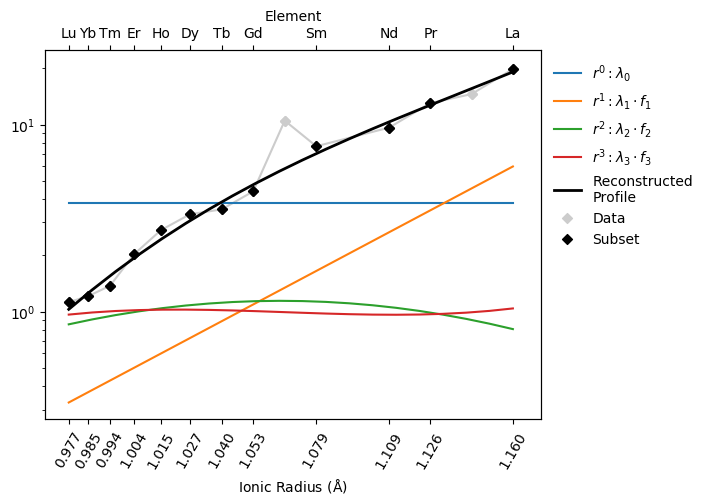 Element
Lu Yb Tm Er Ho Dy Tb Gd Sm Nd Pr La
10¹
10⁰
0.977 0.985 0.994 1.004 1.015 1.027 1.040 1.053 1.079 1.109 1.126 1.160
Ionic Radius (Å)
r⁰ : λ₀
r¹ : λ₁ · f₁
r² : λ₂ · f₂
r³ : λ₃ · f₃
Reconstructed
Profile
Data
Subset